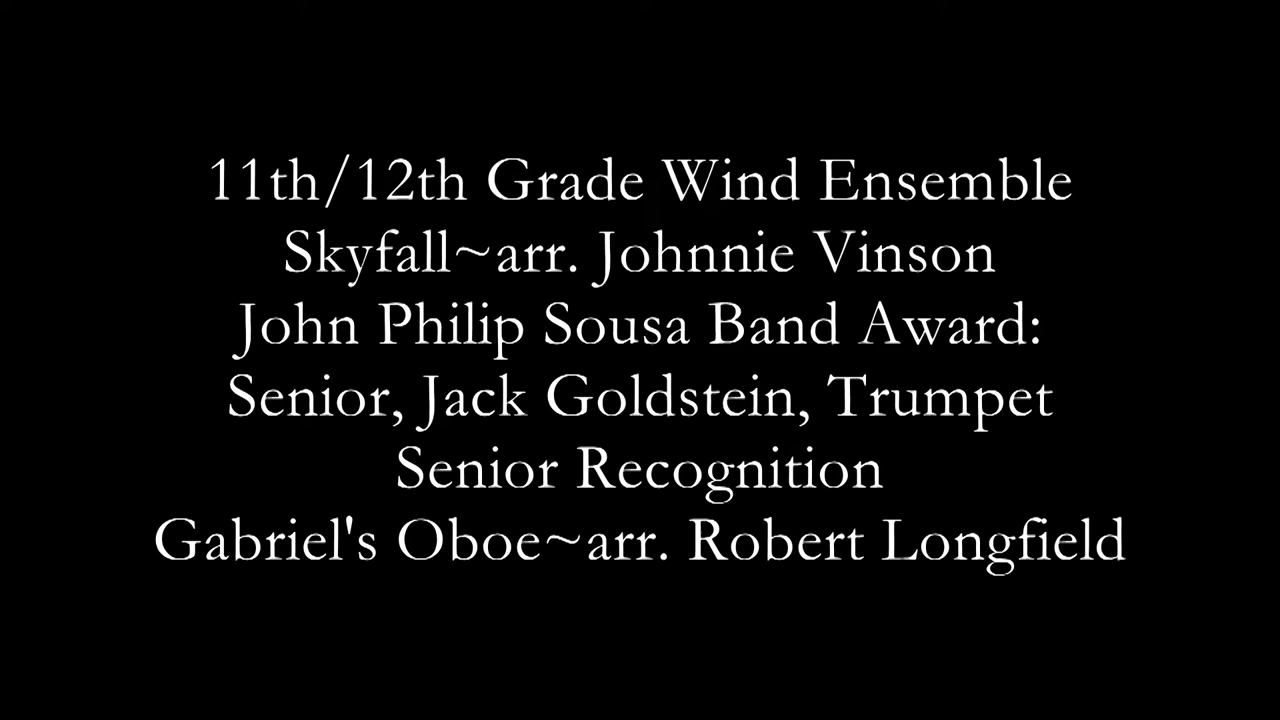 11th/12th Grade Wind Ensemble
Skyfall~arr. Johnnie Vinson
John Philip Sousa Band Award:
Senior, Jack Goldstein, Trumpet
Senior Recognition
Gabriel's Oboe~arr. Robert Longfield